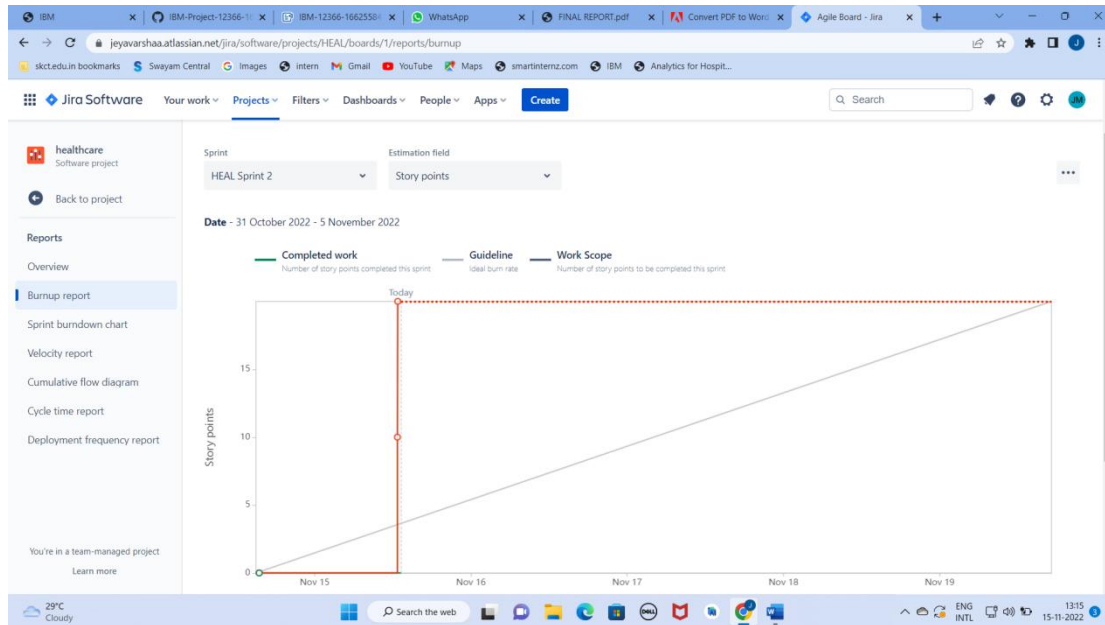 IBM
IBM-Project-12366-16
IBM-12366-16625584
WhatsApp
FINAL REPORT.pdf
Convert PDF to Word
Agile Board - Jira
jeyavarshaa.atlassian.net/jira/software/projects/HEAL/boards/1/reports/burnup
skct.edu.in bookmarks
Swayam Central
Images
intern
Gmail
YouTube
Maps
smartinternz.com
IBM
Analytics for Hospit...
Jira Software
Your work
Projects
Filters
Dashboards
People
Apps
Create
Search
JM
healthcare
Software project
Back to project
Reports
Overview
Burnup report
Sprint burndown chart
Velocity report
Cumulative flow diagram
Cycle time report
Deployment frequency report
You're in a team-managed project
Learn more
Sprint
Estimation field
HEAL Sprint 2
Story points
Date - 31 October 2022 - 5 November 2022
Completed work
Number of story points completed this sprint
Guideline
Ideal burn rate
Work Scope
Number of story points to be completed this sprint
Today
15
10
5
0
Story points
Nov 15
Nov 16
Nov 17
Nov 18
Nov 19
29°C
Cloudy
Search the web
ENG
INTL
13:15
15-11-2022
3